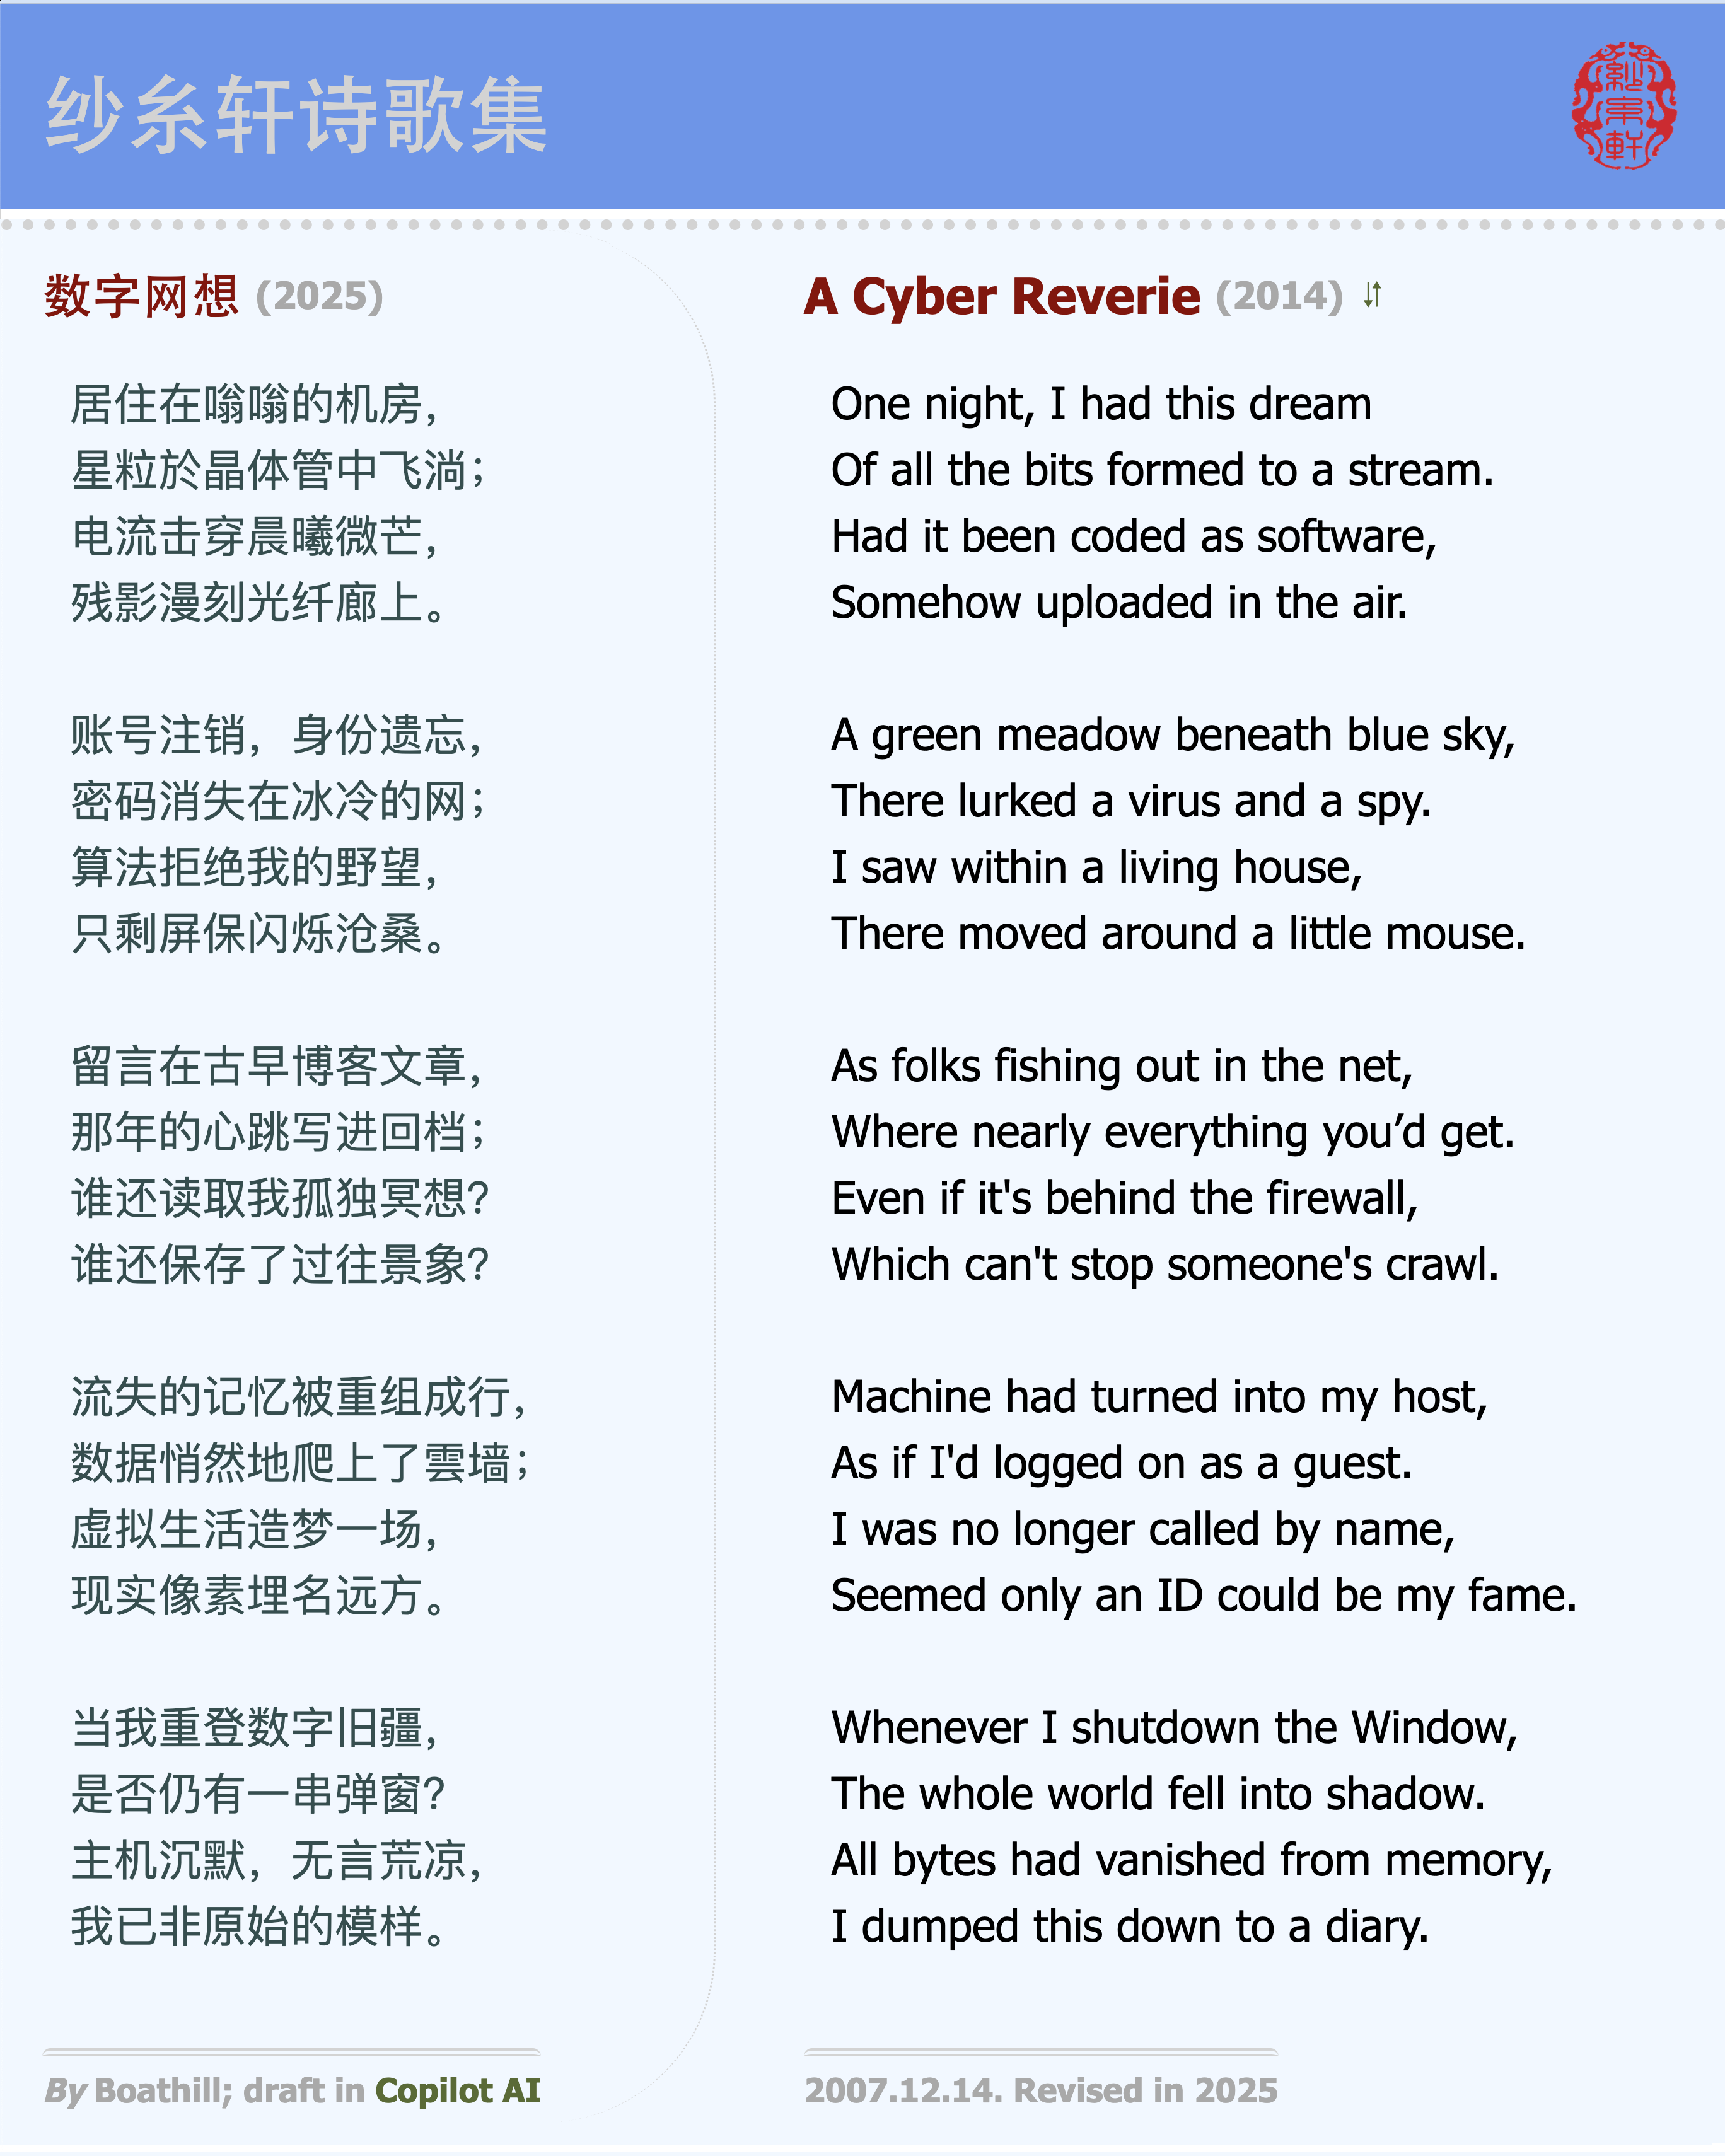 纱糸轩诗歌集
数字网想 (2025)
居住在嗡嗡的机房，
星粒於晶体管中飞淌；
电流击穿晨曦微芒，
残影漫刻光纤廊上。
账号注销，身份遗忘，
密码消失在冰冷的网；
算法拒绝我的野望，
只剩屏保闪烁沧桑。
留言在古早博客文章，
那年的心跳写进回档；
谁还读取我孤独冥想？
谁还保存了过往景象？
流失的记忆被重组成行，
数据悄然地爬上了雲墙；
虚拟生活造梦一场，
现实像素埋名远方。
当我重登数字旧疆，
是否仍有一串弹窗？
主机沉默，无言荒凉，
我已非原始的模样。
By Boathill; draft in Copilot AI
A Cyber Reverie (2014) ⇵
One night, I had this dream
Of all the bits formed to a stream.
Had it been coded as software,
Somehow uploaded in the air.
A green meadow beneath blue sky,
There lurked a virus and a spy.
I saw within a living house,
There moved around a little mouse.
As folks fishing out in the net,
Where nearly everything you’d get.
Even if it's behind the firewall,
Which can't stop someone's crawl.
Machine had turned into my host,
As if I'd logged on as a guest.
I was no longer called by name,
Seemed only an ID could be my fame.
Whenever I shutdown the Window,
The whole world fell into shadow.
All bytes had vanished from memory,
I dumped this down to a diary.
2007.12.14. Revised in 2025